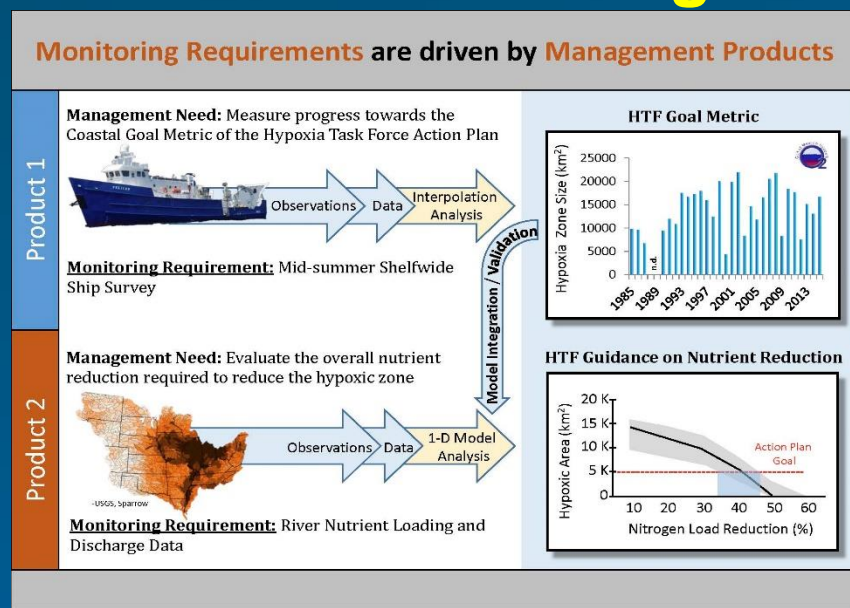 Monitoring Requirements are driven by Management Products
Product 1
Management Need: Measure progress towards the
Coastal Goal Metric of the Hypoxia Task Force Action Plan
Observations
Data
Interpolation
Analysis
Monitoring Requirement: Mid-summer Shelfwide
Ship Survey
HTF Goal Metric
Hypoxia Zone Size (km²)
25000
20000
15000
10000
5000
0
n.d.
1985
1989
1993
1997
2001
2005
2009
2013
Model Integration / Validation
Product 2
Management Need: Evaluate the overall nutrient
reduction required to reduce the hypoxic zone
Observations
Data
1-D Model
Analysis
-USGS, Sparrow
Monitoring Requirement: River Nutrient Loading and
Discharge Data
HTF Guidance on Nutrient Reduction
Hypoxic Area (km²)
20 K
15 K
10 K
5 K
0
Action Plan
Goal
10 20 30 40 50 60
Nitrogen Load Reduction (%)